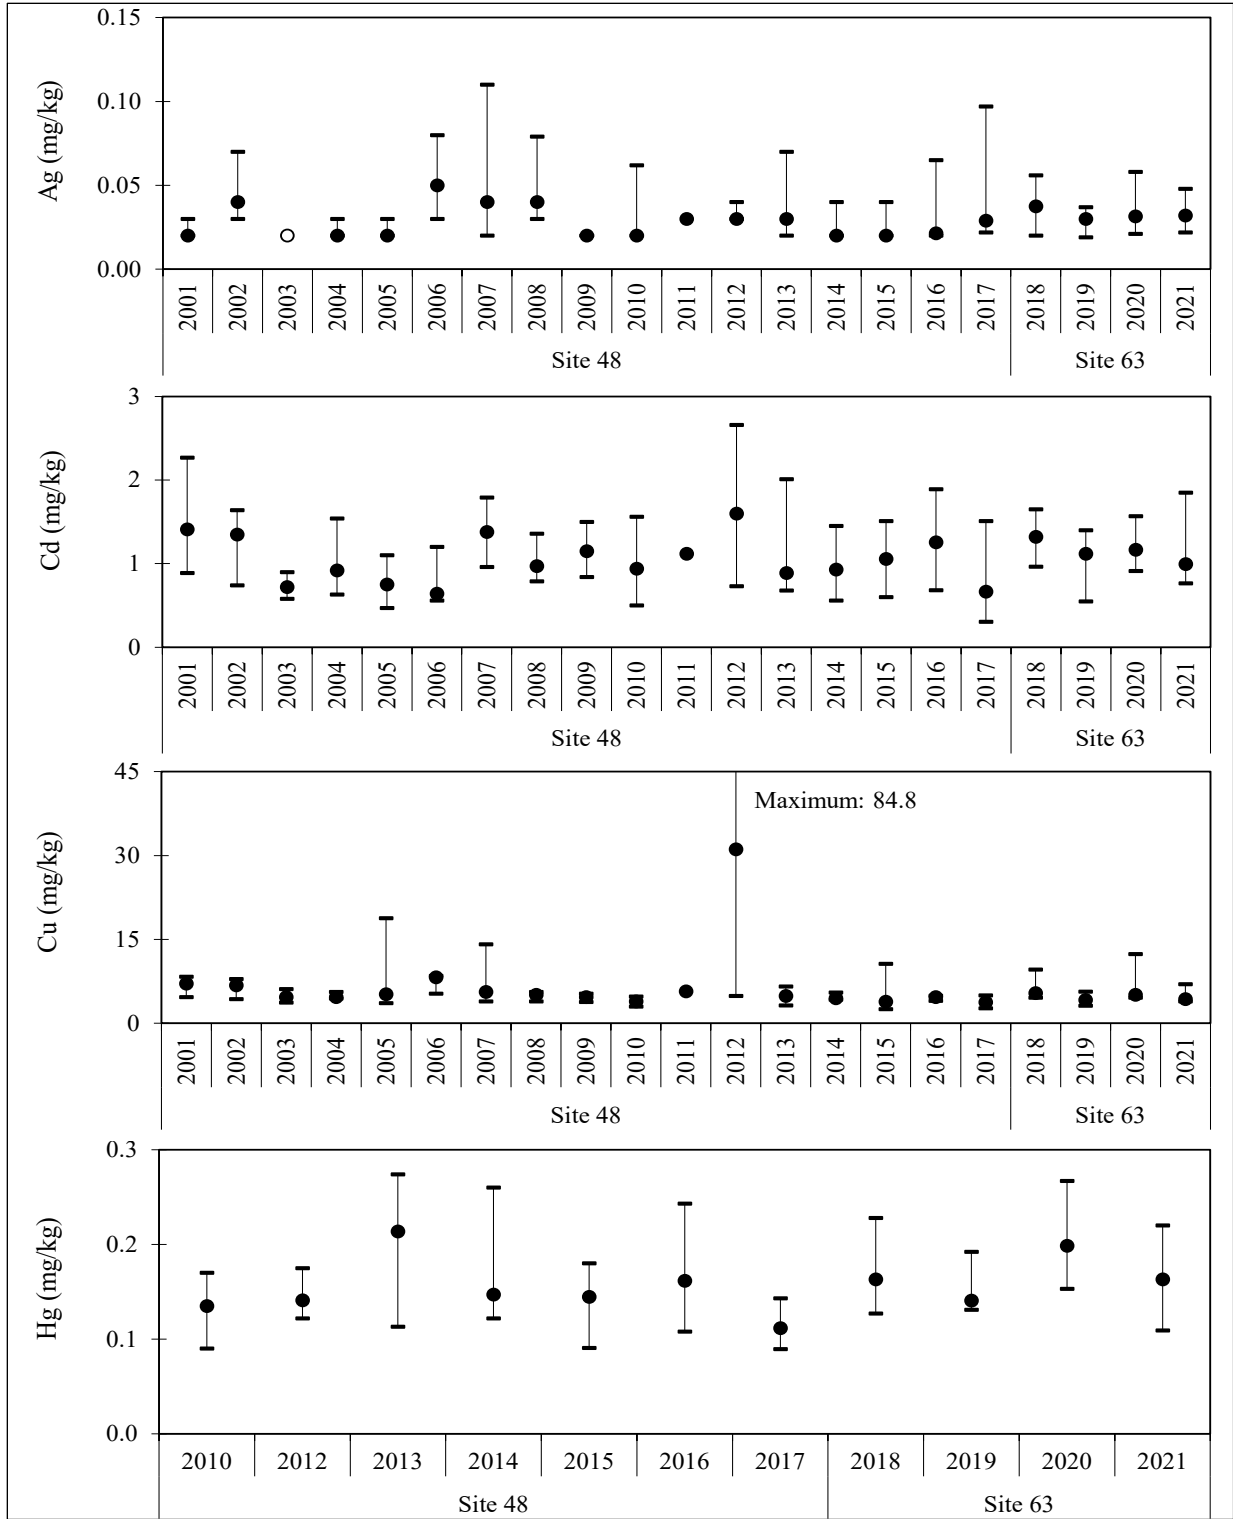 0.15
0.10
0.05
0.00
Ag (mg/kg)
2001 2002 2003 2004 2005 2006 2007 2008 2009 2010 2011 2012 2013 2014 2015 2016 2017 2018 2019 2020 2021
Site 48 Site 63
3
2
1
0
Cd (mg/kg)
2001 2002 2003 2004 2005 2006 2007 2008 2009 2010 2011 2012 2013 2014 2015 2016 2017 2018 2019 2020 2021
Site 48 Site 63
45
30
15
0
Cu (mg/kg)
Maximum: 84.8
2001 2002 2003 2004 2005 2006 2007 2008 2009 2010 2011 2012 2013 2014 2015 2016 2017 2018 2019 2020 2021
Site 48 Site 63
0.3
0.2
0.1
0.0
Hg (mg/kg)
2010 2012 2013 2014 2015 2016 2017 2018 2019 2020 2021
Site 48 Site 63